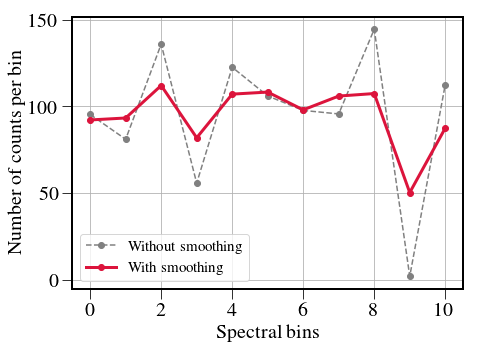 Number of counts per bin
150
100
50
0
Without smoothing
With smoothing
0 2 4 6 8 10
Spectral bins